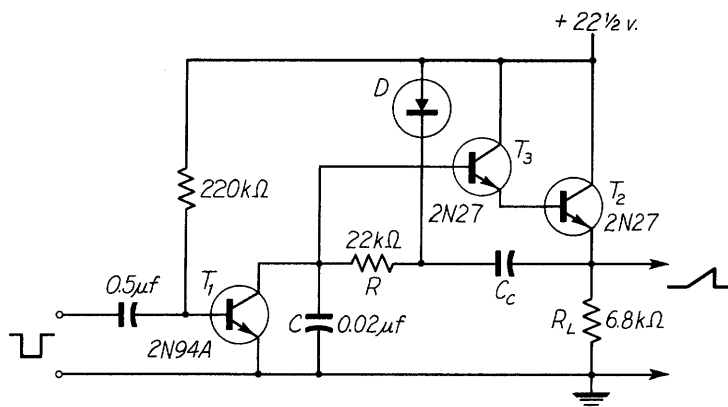 + 22½ v.
D
T3
220kΩ
2N27
T2
22kΩ
2N27
0.5µf
T1
R
CC
C
0.02µf
RL
6.8kΩ
2N94A